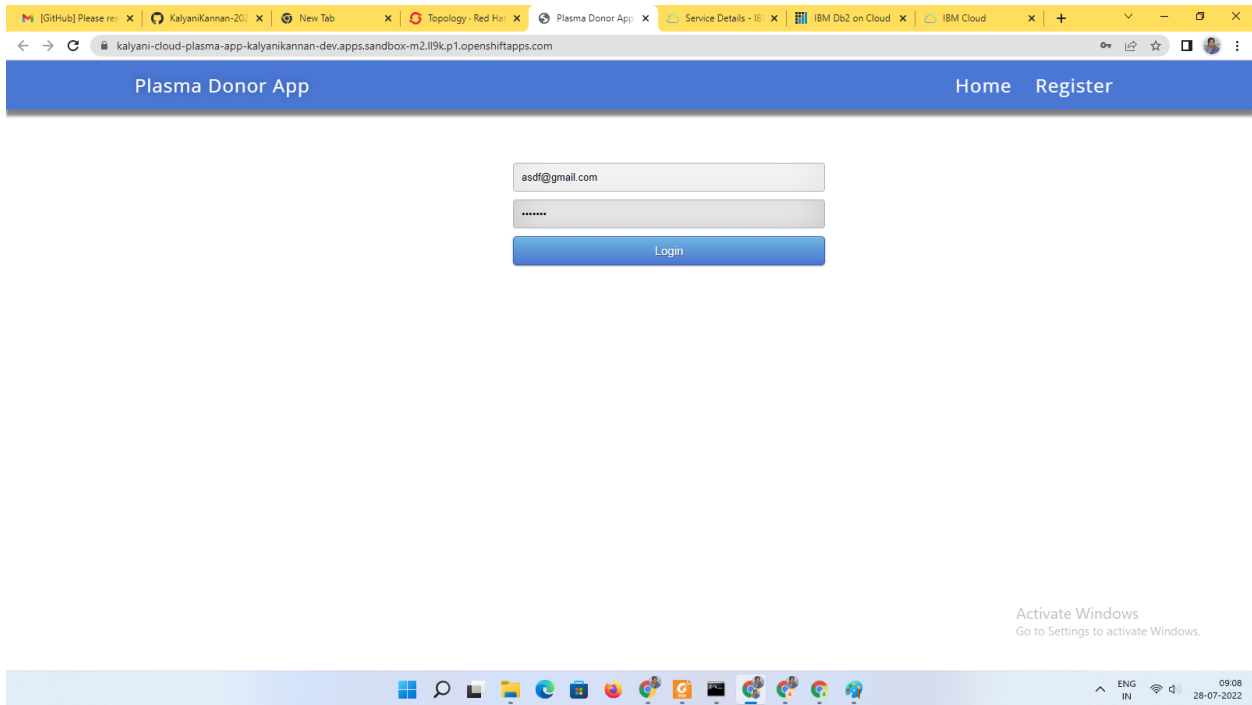 [GitHub] Please res
KalyaniKannan-202
New Tab
Topology · Red Hat
Plasma Donor App
Service Details - IB
IBM Db2 on Cloud
IBM Cloud
kalyani-cloud-plasma-app-kalyanikannan-dev.apps.sandbox-m2.ll9k.p1.openshiftapps.com
Plasma Donor App
Home
Register
asdf@gmail.com
•••••••
Login
Activate Windows
Go to Settings to activate Windows.
ENG
IN
09:08
28-07-2022